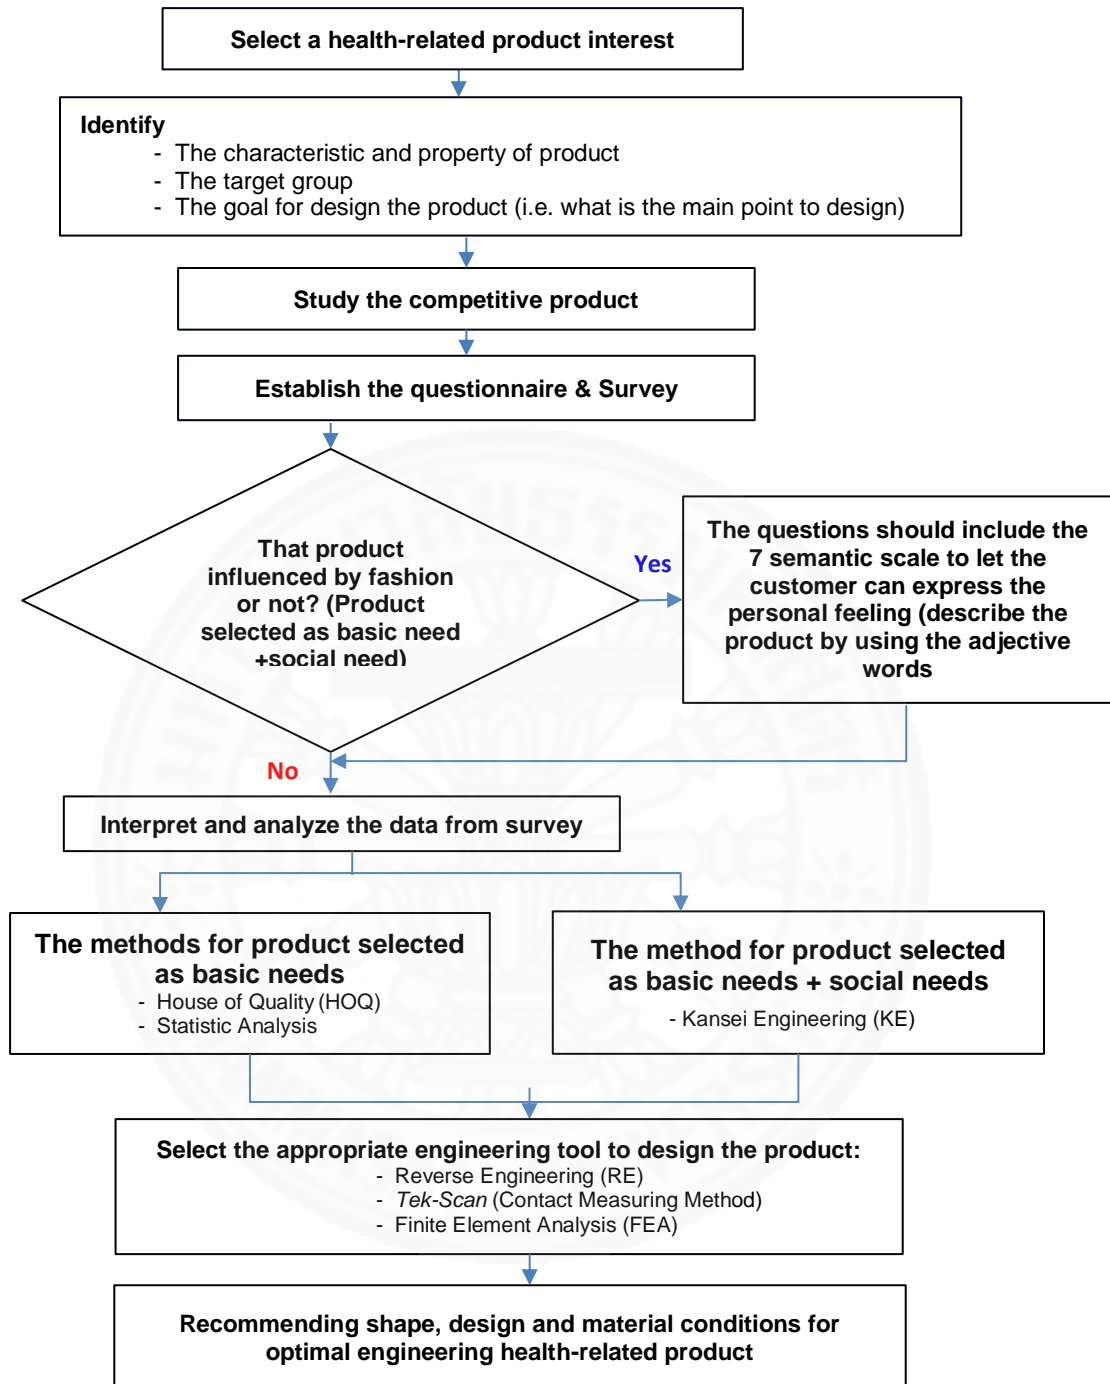 Select a health-related product interest
Identify
- The characteristic and property of product
- The target group
- The goal for design the product (i.e. what is the main point to design)
Study the competitive product
Establish the questionnaire & Survey
That product
influenced by fashion
or not? (Product
selected as basic need
+social need)
Yes
The questions should include the
7 semantic scale to let the
customer can express the
personal feeling (describe the
product by using the adjective
words
No
Interpret and analyze the data from survey
The methods for product selected
as basic needs
- House of Quality (HOQ)
- Statistic Analysis
The method for product selected
as basic needs + social needs
- Kansei Engineering (KE)
Select the appropriate engineering tool to design the product:
- Reverse Engineering (RE)
- Tek-Scan (Contact Measuring Method)
- Finite Element Analysis (FEA)
Recommending shape, design and material conditions for
optimal engineering health-related product